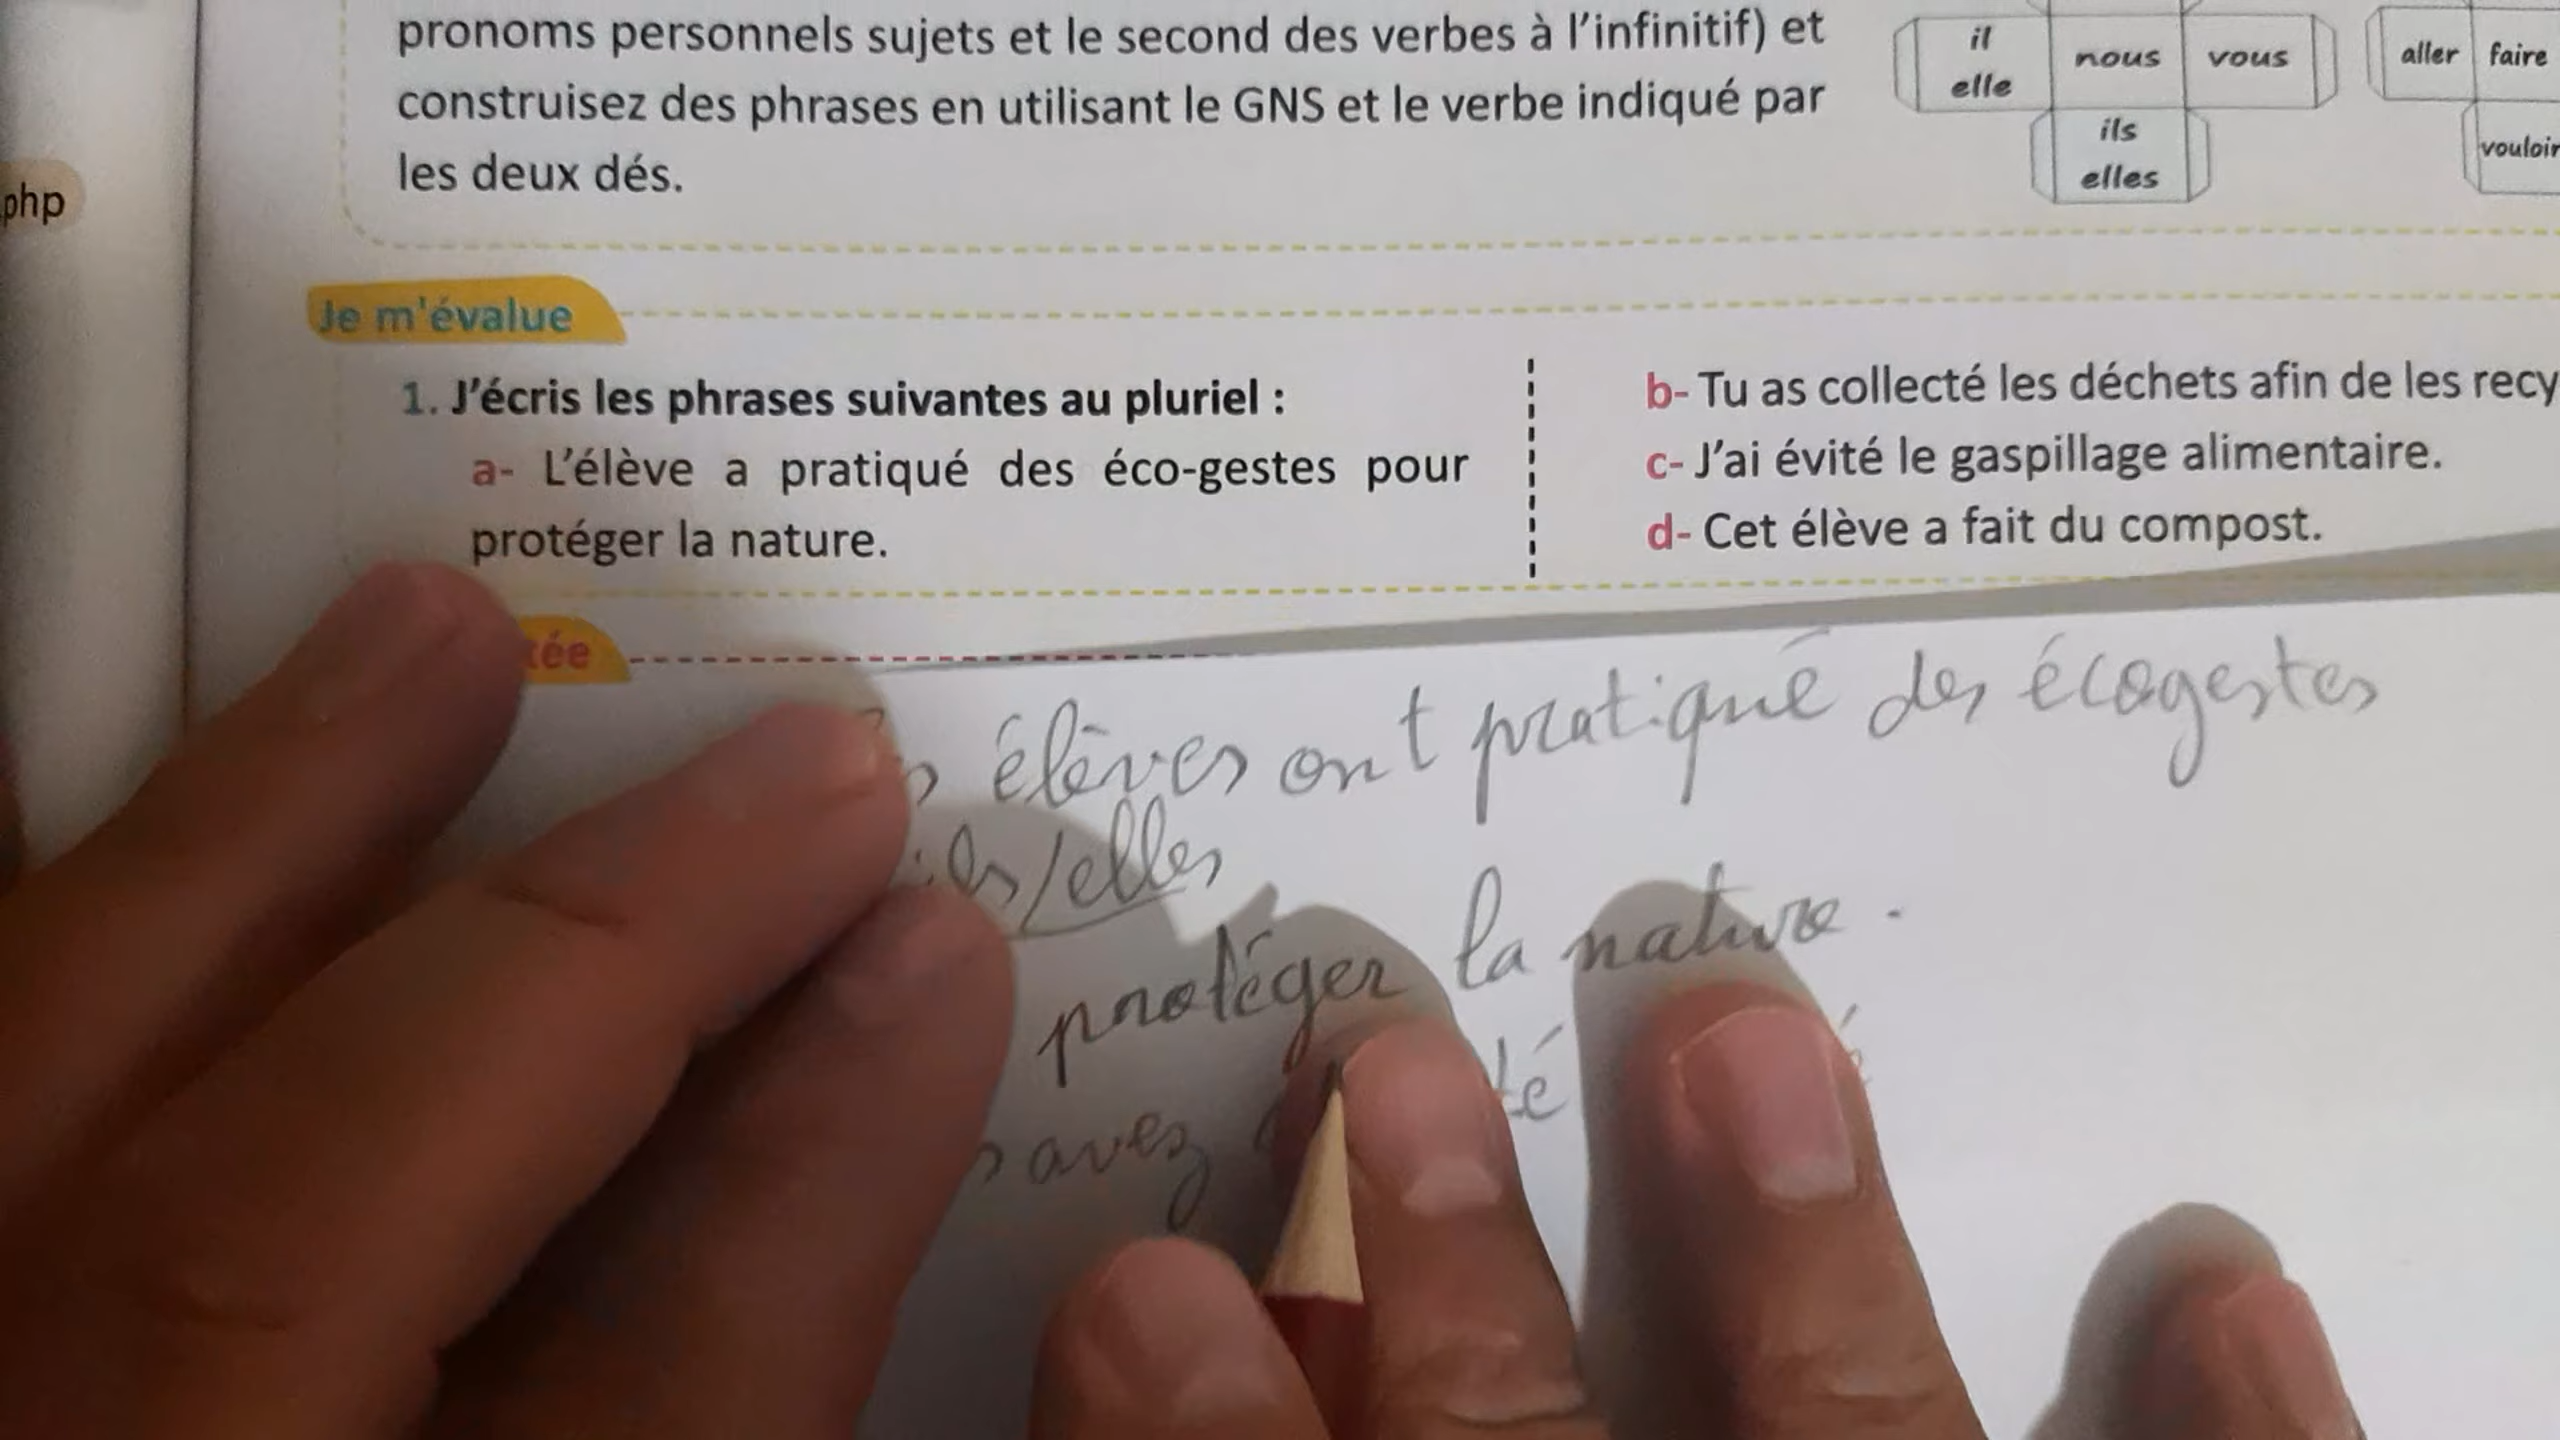 pronoms personnels sujets et le second des verbes à l'infinitif) et
construisez des phrases en utilisant le GNS et le verbe indiqué par
les deux dés.
il
elle
nous
vous
ils
elles
aller
faire
vouloir
php
Je m'évalue
1. J'écris les phrases suivantes au pluriel :
a- L'élève a pratiqué des éco-gestes pour
protéger la nature.
b- Tu as collecté les déchets afin de les recy
c- J'ai évité le gaspillage alimentaire.
d- Cet élève a fait du compost.
élèves ont pratiqué des écogestes
ils/elles
protéger la nature.
avez